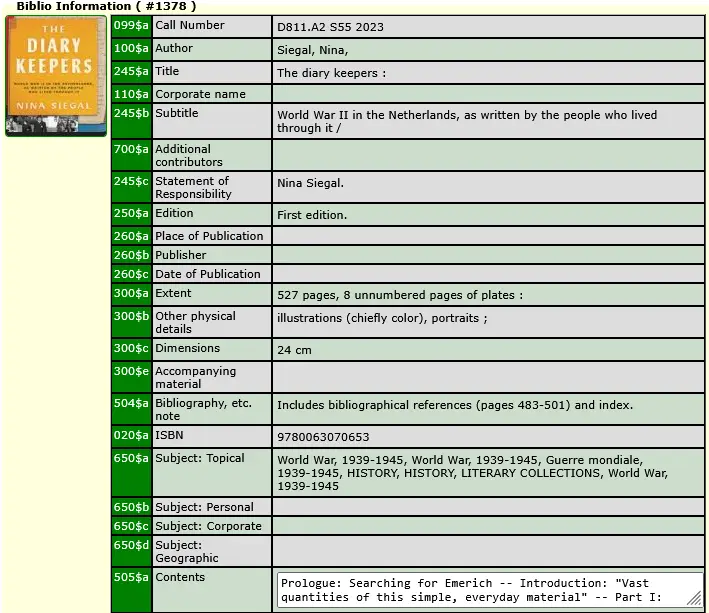 Biblio Information ( #1378 )
THE
DIARY
KEEPERS
WORLD WAR II IN THE NETHERLANDS,
AS WRITTEN BY THE PEOPLE
WHO LIVED THROUGH IT
NINA SIEGAL
099$a Call Number D811.A2 S55 2023
100$a Author Siegal, Nina,
245$a Title The diary keepers :
110$a Corporate name
245$b Subtitle World War II in the Netherlands, as written by the people who lived
through it /
700$a Additional
contributors
245$c Statement of
Responsibility Nina Siegal.
250$a Edition First edition.
260$a Place of Publication
260$b Publisher
260$c Date of Publication
300$a Extent 527 pages, 8 unnumbered pages of plates :
300$b Other physical
details illustrations (chiefly color), portraits ;
300$c Dimensions 24 cm
300$e Accompanying
material
504$a Bibliography, etc.
note Includes bibliographical references (pages 483-501) and index.
020$a ISBN 9780063070653
650$a Subject: Topical World War, 1939-1945, World War, 1939-1945, Guerre mondiale,
1939-1945, HISTORY, HISTORY, LITERARY COLLECTIONS, World War,
1939-1945
650$b Subject: Personal
650$c Subject: Corporate
650$d Subject:
Geographic
505$a Contents Prologue: Searching for Emerich -- Introduction: "Vast
quantities of this simple, everyday material" -- Part I: